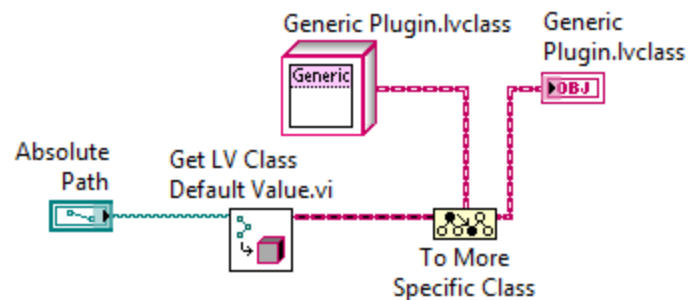 Generic Plugin.lvclass
Generic
Plugin.lvclass
Generic
OBJ
Absolute
Path
Get LV Class
Default Value.vi
To More
Specific Class